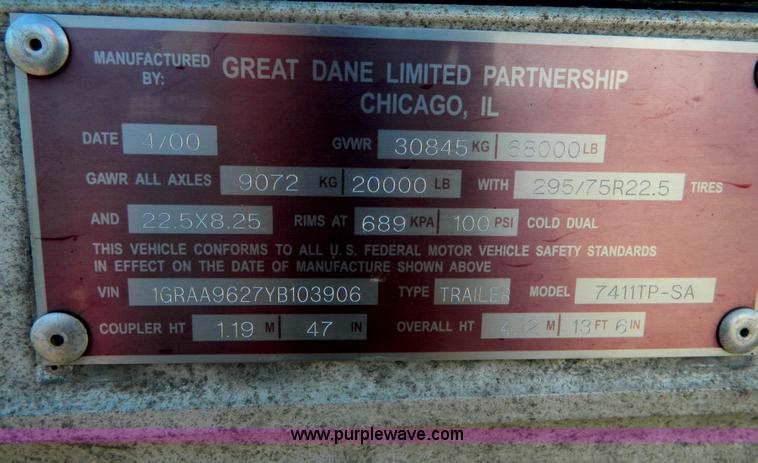 MANUFACTURED BY: GREAT DANE LIMITED PARTNERSHIP
CHICAGO, IL
DATE 4/00 GVWR 30845 KG 68000 LB
GAWR ALL AXLES 9072 KG 20000 LB WITH 295/75R22.5 TIRES
AND 22.5X8.25 RIMS AT 689 KPA 100 PSI COLD DUAL
THIS VEHICLE CONFORMS TO ALL U.S. FEDERAL MOTOR VEHICLE SAFETY STANDARDS
IN EFFECT ON THE DATE OF MANUFACTURE SHOWN ABOVE
VIN 1GRAA9627YB103906 TYPE TRAILER MODEL 7411TP-SA
COUPLER HT 1.19 M 47 IN OVERALL HT 4.12 M 13 FT 6 IN
www.purplewave.com